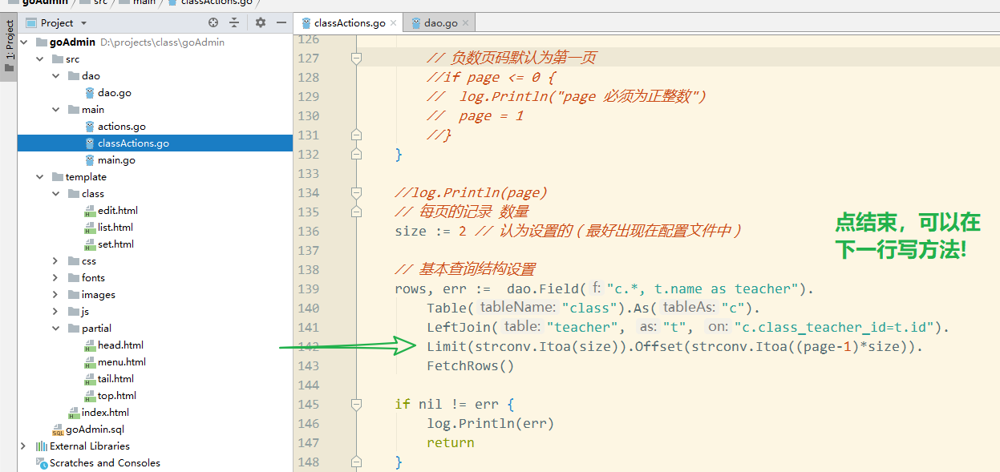 goAdmin src main classActions.go
1: Project
Project
classActions.go
dao.go
goAdmin D:\projects\class\goAdmin
src
dao
dao.go
main
actions.go
classActions.go
main.go
template
class
edit.html
list.html
set.html
css
fonts
images
js
partial
head.html
menu.html
tail.html
top.html
index.html
goAdmin.sql
External Libraries
Scratches and Consoles
126
127 // 负数页码默认为第一页
128 //if page <= 0 {
129 // log.Println("page 必须为正整数")
130 // page = 1
131 //}
132 }
133
134 //log.Println(page)
135 // 每页的记录 数量
136 size := 2 // 认为设置的（最好出现在配置文件中）
137
138 // 基本查询结构设置
139 rows, err := dao.Field( f: "c.*, t.name as teacher").
140 Table( tableName: "class").As( tableAs: "c").
141 LeftJoin( table: "teacher", as: "t", on: "c.class_teacher_id=t.id").
142 Limit(strconv.Itoa(size)).Offset(strconv.Itoa((page-1)*size)).
143 FetchRows()
144
145 if nil != err {
146 log.Println(err)
147 return
148 }
点结束，可以在
下一行写方法!